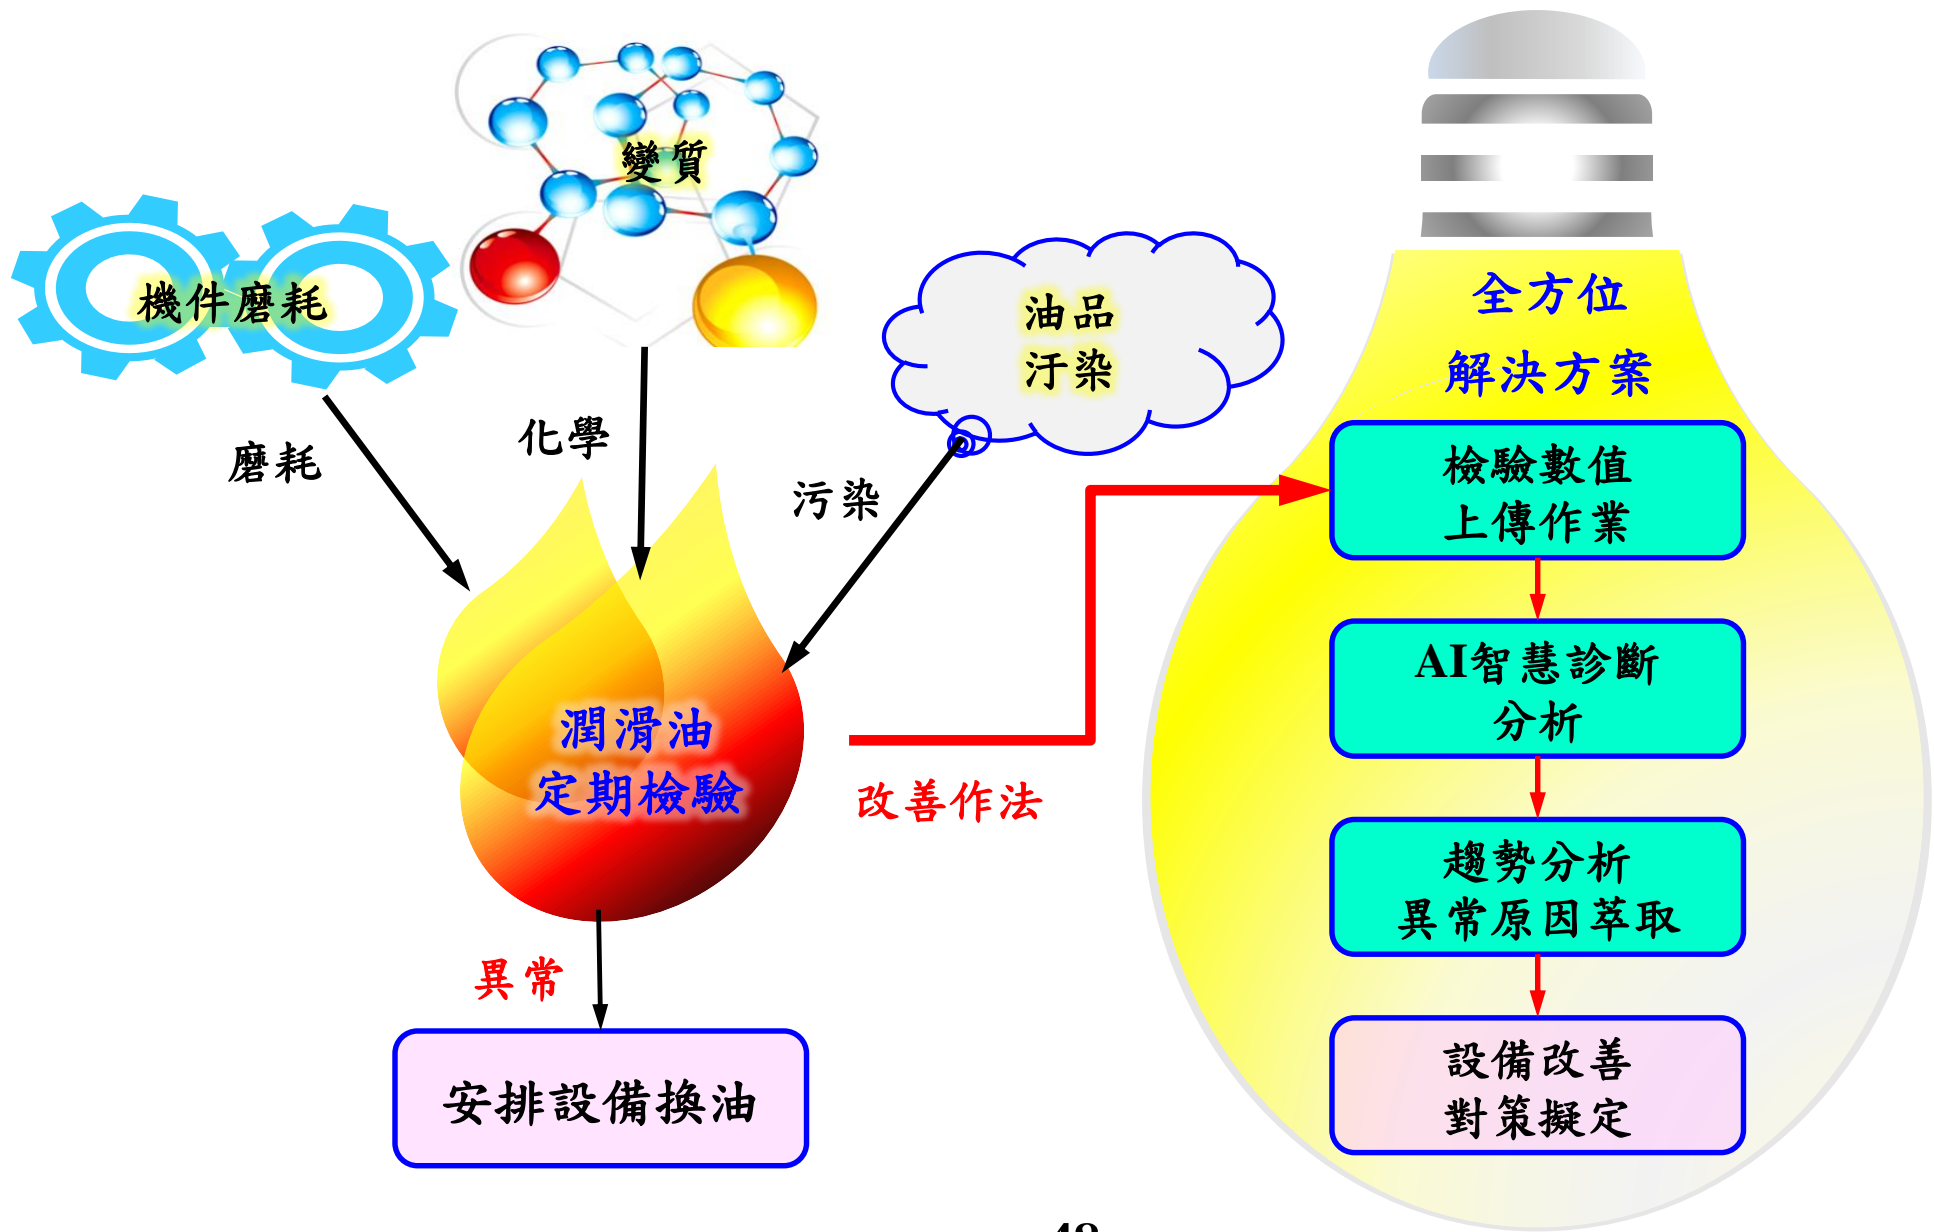 變質
機件磨耗
油品
汙染
磨耗
化學
污染
潤滑油
定期檢驗
改善作法
異常
安排設備換油
全方位
解決方案
檢驗數值
上傳作業
AI智慧診斷
分析
趨勢分析
異常原因萃取
設備改善
對策擬定